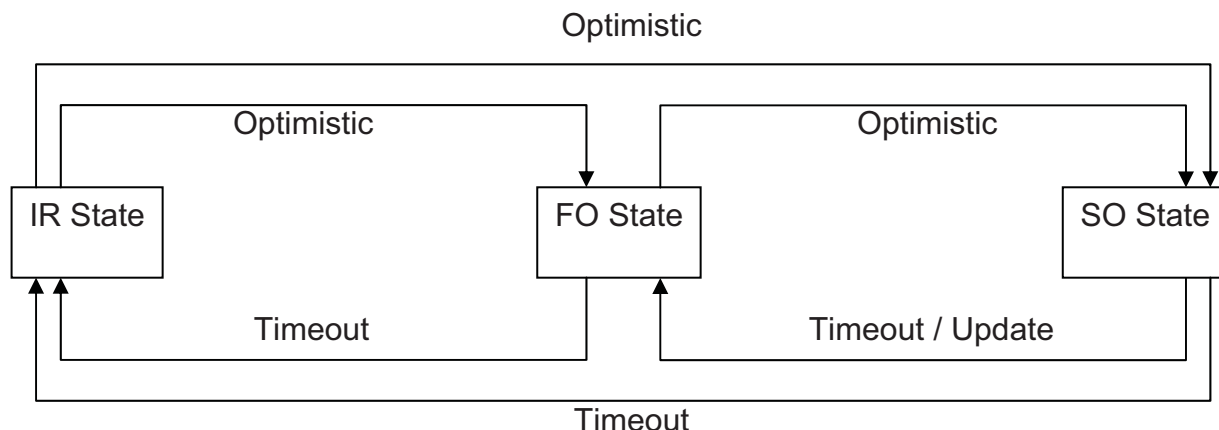 Optimistic
Optimistic
Optimistic
IR State
FO State
SO State
Timeout
Timeout / Update
Timeout